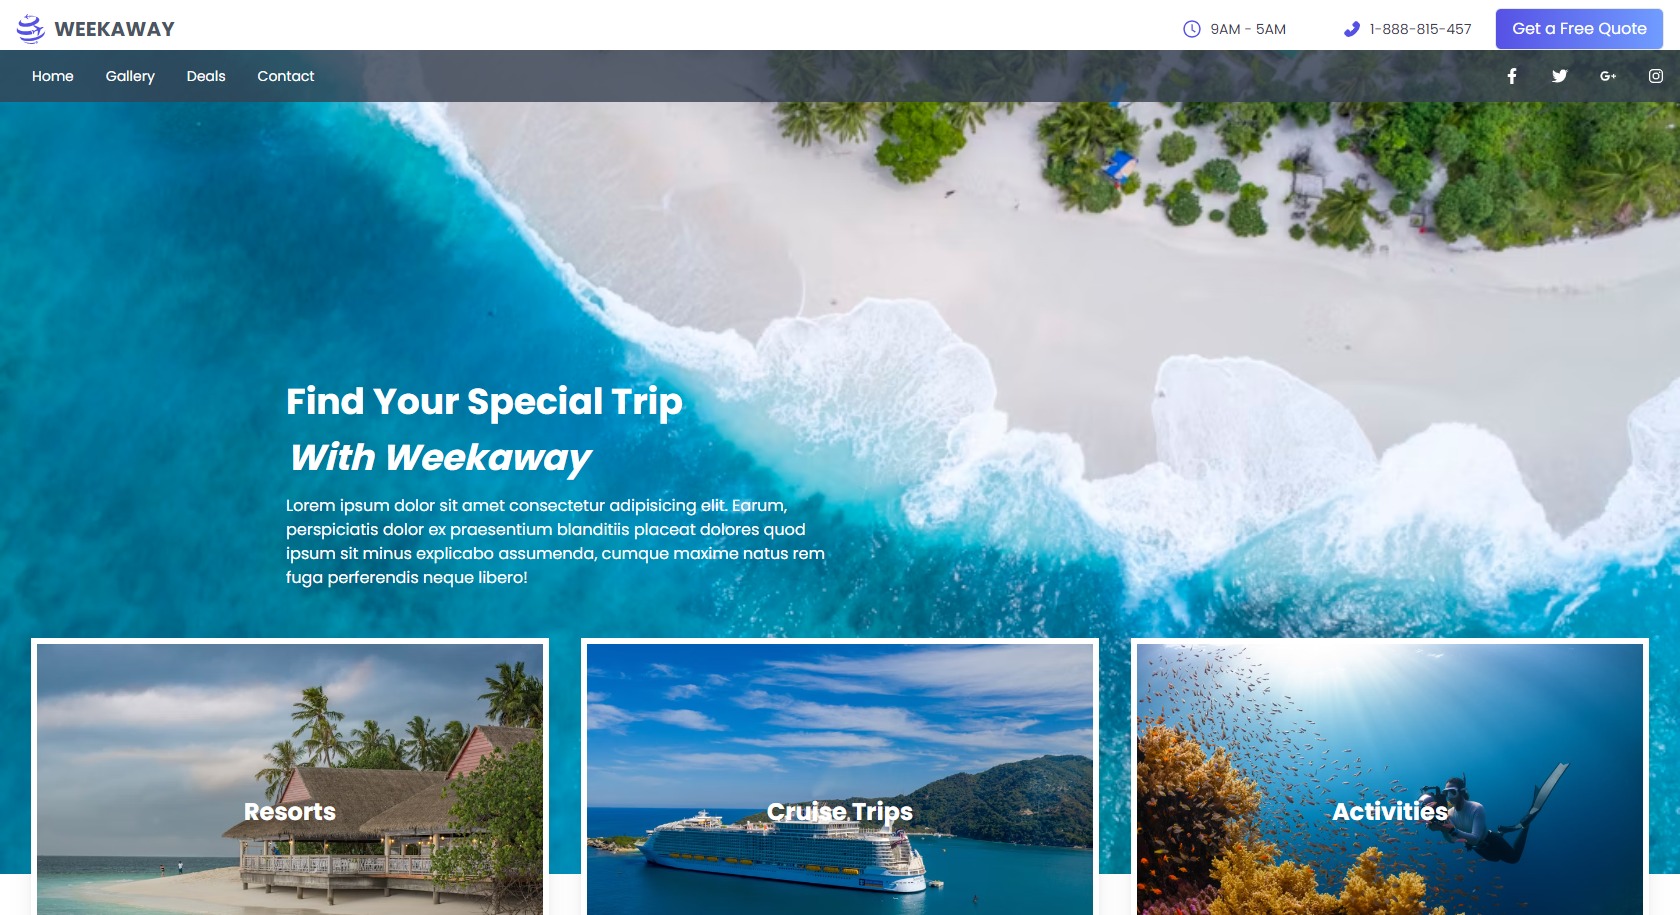 WEEKAWAY
9AM - 5AM
1-888-815-457
Get a Free Quote
Home
Gallery
Deals
Contact
Find Your Special Trip
With Weekaway
Lorem ipsum dolor sit amet consectetur adipisicing elit. Earum,
perspiciatis dolor ex praesentium blanditiis placeat dolores quod
ipsum sit minus explicabo assumenda, cumque maxime natus rem
fuga perferendis neque libero!
Resorts
Cruise Trips
Activities